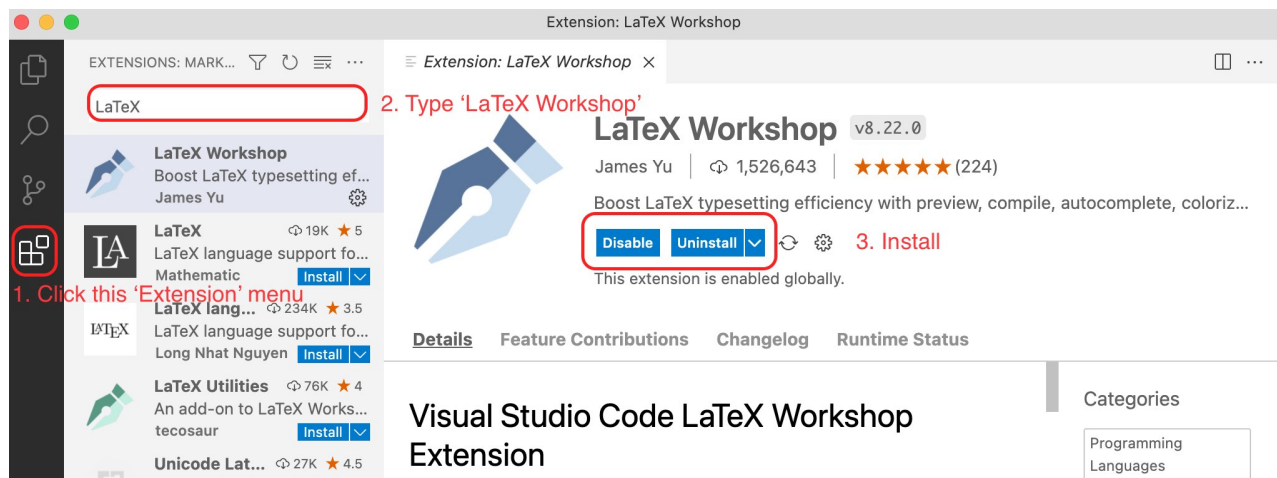 Extension: LaTeX Workshop
EXTENSIONS: MARK...
LaTeX
2. Type ‘LaTeX Workshop’
LaTeX Workshop
Boost LaTeX typesetting ef...
James Yu
LaTeX 19K ★ 5
LaTeX language support fo...
Mathematic Install
1. Click this ‘Extension’ menu
LaTeX lang... 234K ★ 3.5
LaTeX language support fo...
Long Nhat Nguyen Install
LaTeX Utilities 76K ★ 4
An add-on to LaTeX Works...
tecosaur Install
Unicode Lat... 27K ★ 4.5
LA
LATEX
Extension: LaTeX Workshop
LaTeX Workshop v8.22.0
James Yu 1,526,643 ★★★★★ (224)
Boost LaTeX typesetting efficiency with preview, compile, autocomplete, coloriz...
Disable Uninstall 3. Install
This extension is enabled globally.
Details Feature Contributions Changelog Runtime Status
Visual Studio Code LaTeX Workshop
Extension
Categories
Programming
Languages